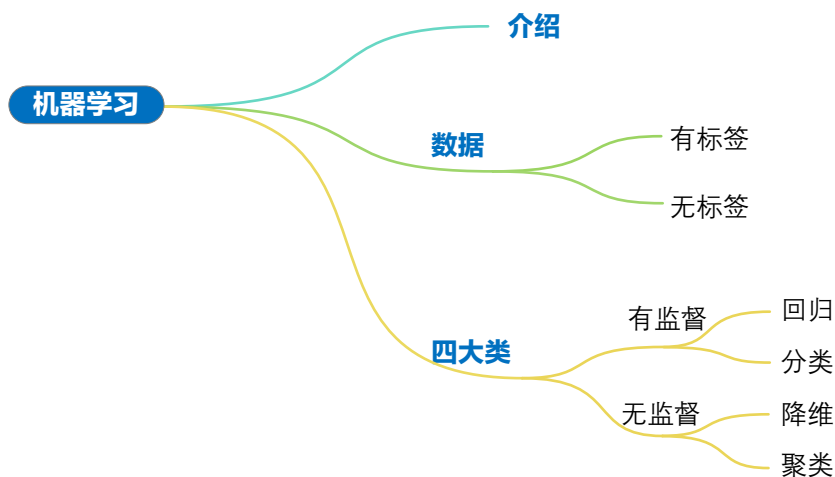 介绍
机器学习
数据
有标签
无标签
四大类
有监督
回归
分类
无监督
降维
聚类